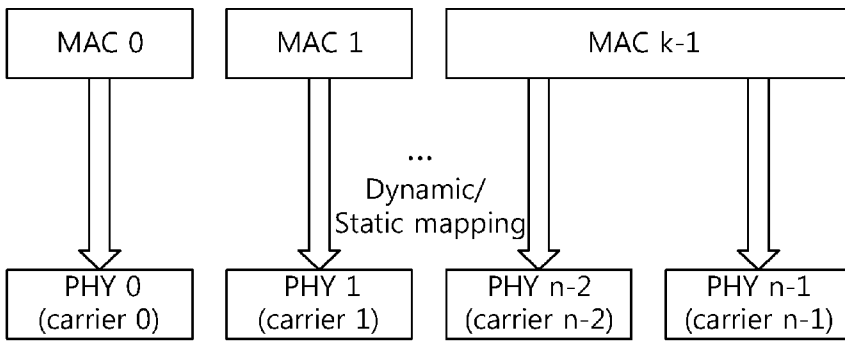 MAC 0
MAC 1
MAC k-1
...
Dynamic/
Static mapping
PHY 0
(carrier 0)
PHY 1
(carrier 1)
PHY n-2
(carrier n-2)
PHY n-1
(carrier n-1)